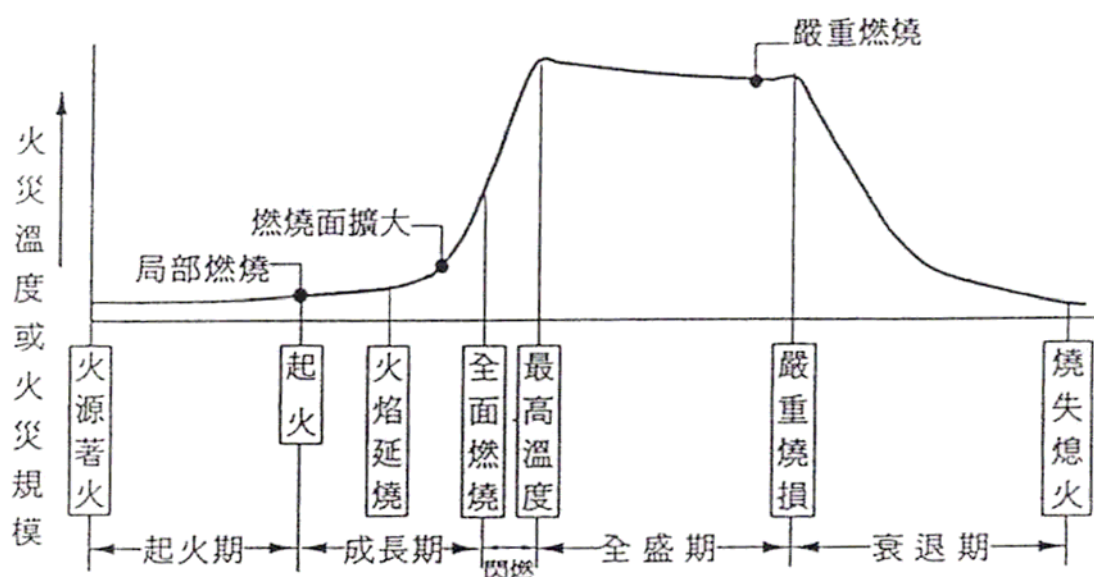 火災溫度或火災規模
嚴重燃燒
燃燒面擴大
局部燃燒
火源著火
起火
火焰延燒
全面燃燒
最高溫度
嚴重燒損
燒失熄火
起火期
成長期
閃燃
全盛期
衰退期